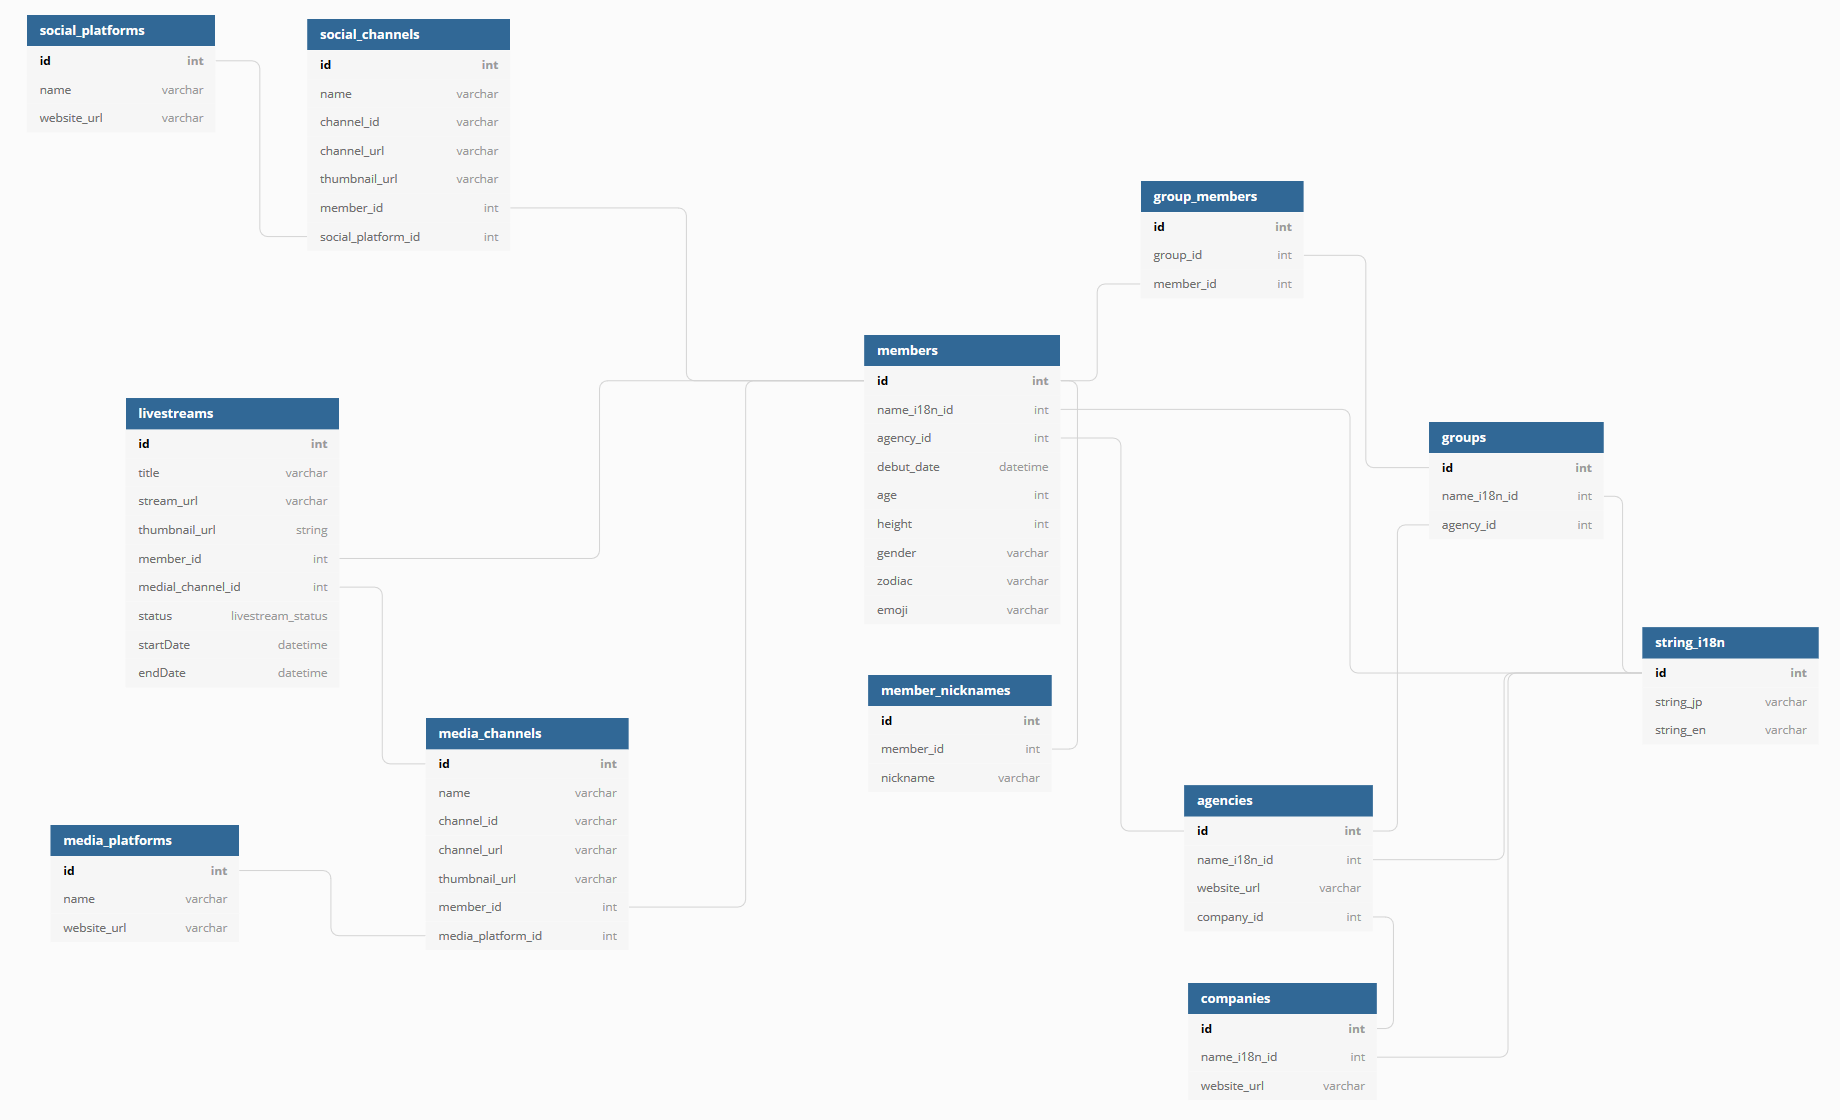 social_platforms
id int
name varchar
website_url varchar
social_channels
id int
name varchar
channel_id varchar
channel_url varchar
thumbnail_url varchar
member_id int
social_platform_id int
group_members
id int
group_id int
member_id int
members
id int
name_i18n_id int
agency_id int
debut_date datetime
age int
height int
gender varchar
zodiac varchar
emoji varchar
livestreams
id int
title varchar
stream_url varchar
thumbnail_url string
member_id int
medial_channel_id int
status livestream_status
startDate datetime
endDate datetime
groups
id int
name_i18n_id int
agency_id int
string_i18n
id int
string_jp varchar
string_en varchar
member_nicknames
id int
member_id int
nickname varchar
media_channels
id int
name varchar
channel_id varchar
channel_url varchar
thumbnail_url varchar
member_id int
media_platform_id int
agencies
id int
name_i18n_id int
website_url varchar
company_id int
media_platforms
id int
name varchar
website_url varchar
companies
id int
name_i18n_id int
website_url varchar